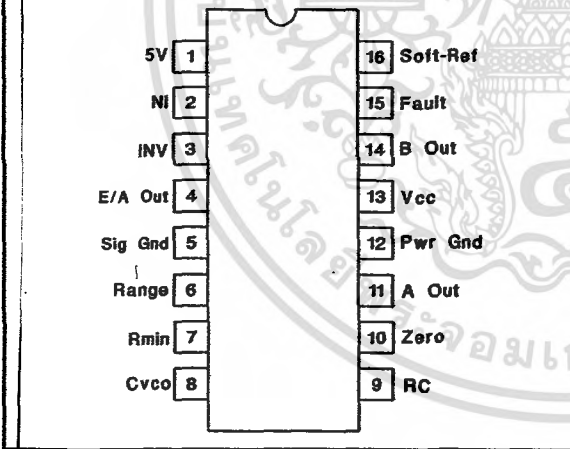 5V 1 16 Soft-Ref
NI 2 15 Fault
INV 3 14 B Out
E/A Out 4 13 Vcc
Sig Gnd 5 12 Pwr Gnd
Range 6 11 A Out
Rmin 7 10 Zero
Cvco 8 9 RC